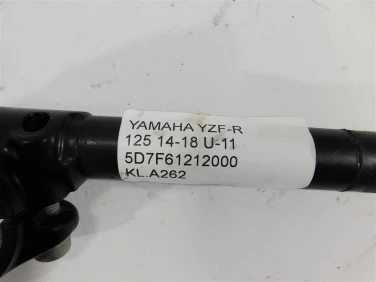 YAMAHA YZF-R
125 14-18 U-11
5D7F61212000
KL.A262